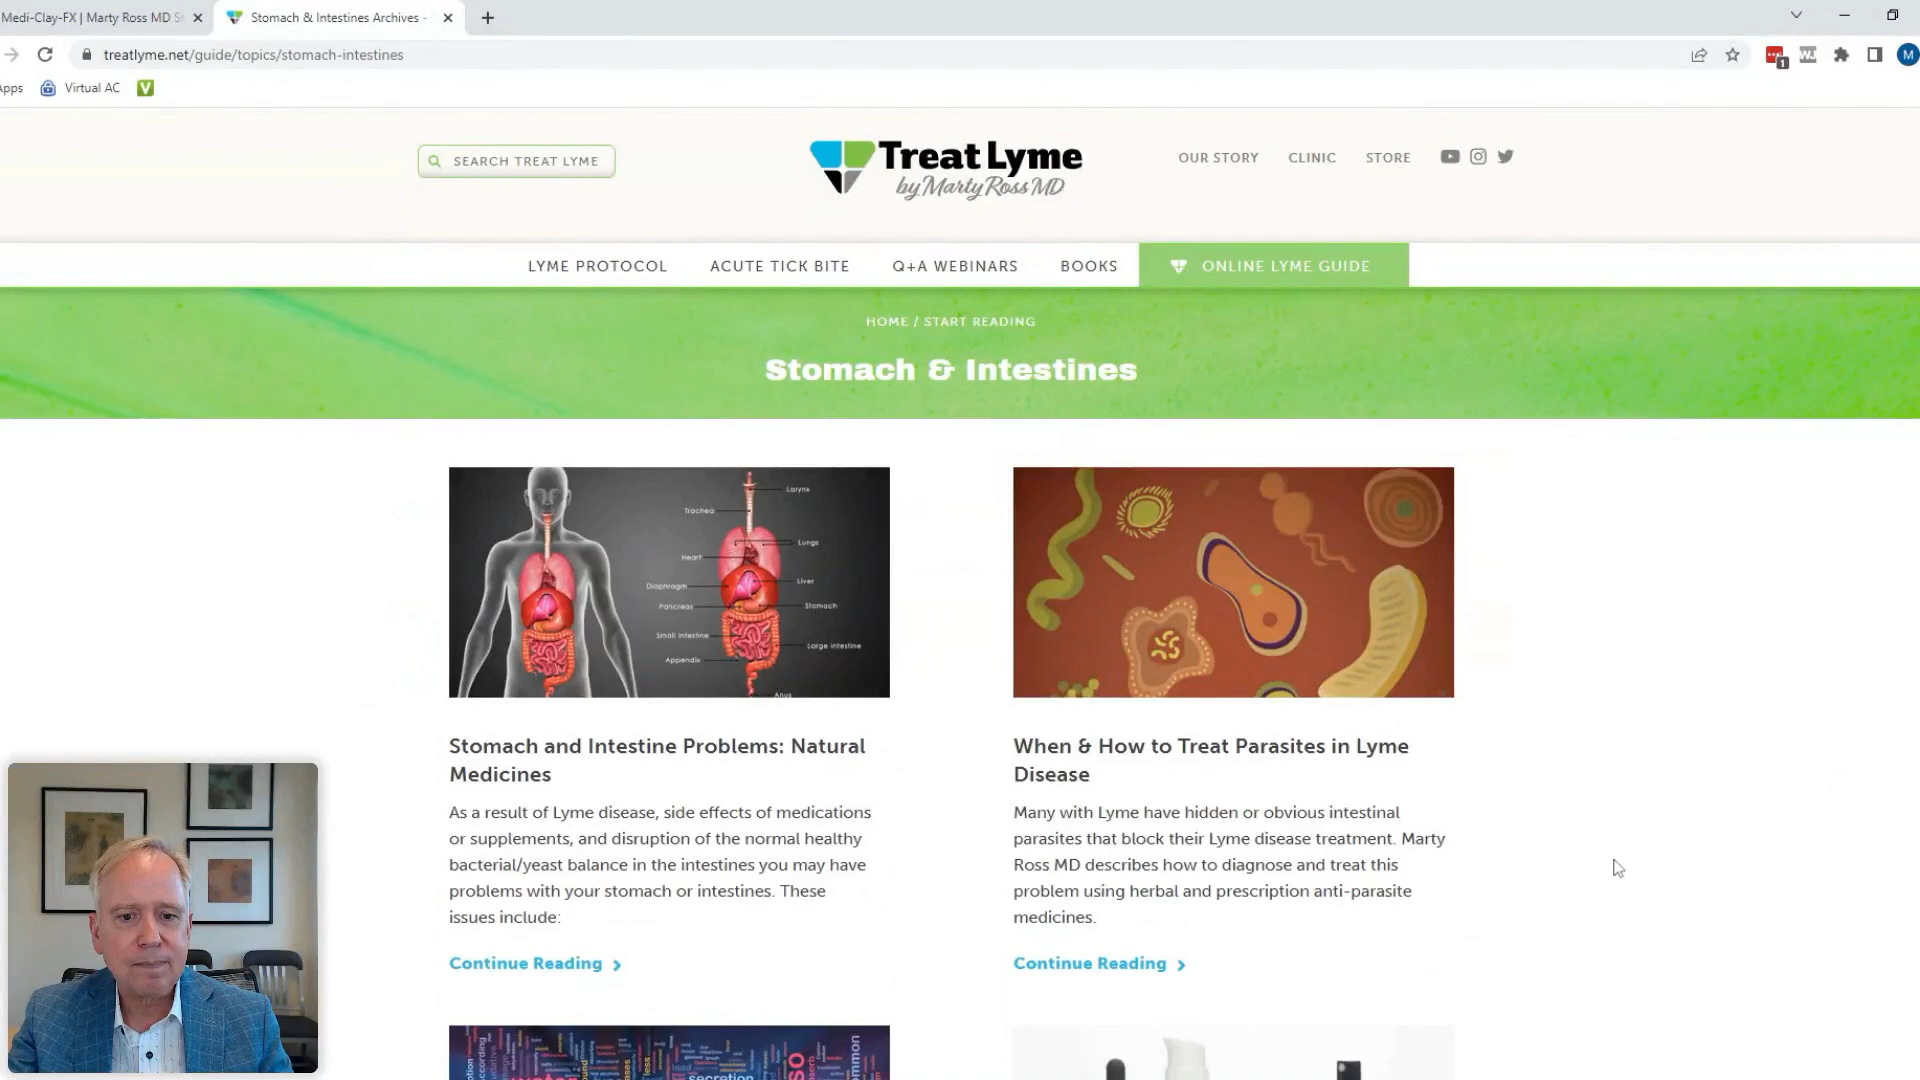 Medi-Clay-FX | Marty Ross MD
Stomach & Intestines Archives -
treatlyme.net/guide/topics/stomach-intestines
1
M
Apps
Virtual AC
V
SEARCH TREAT LYME
Treat Lyme
by Marty Ross MD
OUR STORY
CLINIC
STORE
LYME PROTOCOL
ACUTE TICK BITE
Q+A WEBINARS
BOOKS
ONLINE LYME GUIDE
HOME / START READING
Stomach & Intestines
Larynx
Trachea
Lungs
Heart
Liver
Diaphragm
Pancreas
Stomach
Small intestine
Large intestine
Appendix
Anus
Stomach and Intestine Problems: Natural
Medicines
As a result of Lyme disease, side effects of medications
or supplements, and disruption of the normal healthy
bacterial/yeast balance in the intestines you may have
problems with your stomach or intestines. These
issues include:
Continue Reading
When & How to Treat Parasites in Lyme
Disease
Many with Lyme have hidden or obvious intestinal
parasites that block their Lyme disease treatment. Marty
Ross MD describes how to diagnose and treat this
problem using herbal and prescription anti-parasite
medicines.
Continue Reading
according
secretion
common